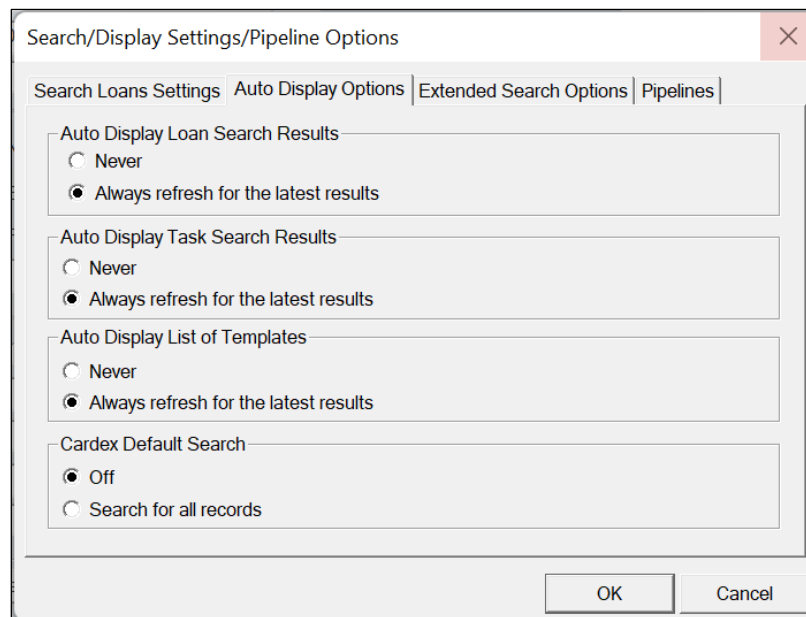 Search/Display Settings/Pipeline Options
Search Loans Settings Auto Display Options Extended Search Options Pipelines
Auto Display Loan Search Results
Never
Always refresh for the latest results
Auto Display Task Search Results
Never
Always refresh for the latest results
Auto Display List of Templates
Never
Always refresh for the latest results
Cardex Default Search
Off
Search for all records
OK Cancel